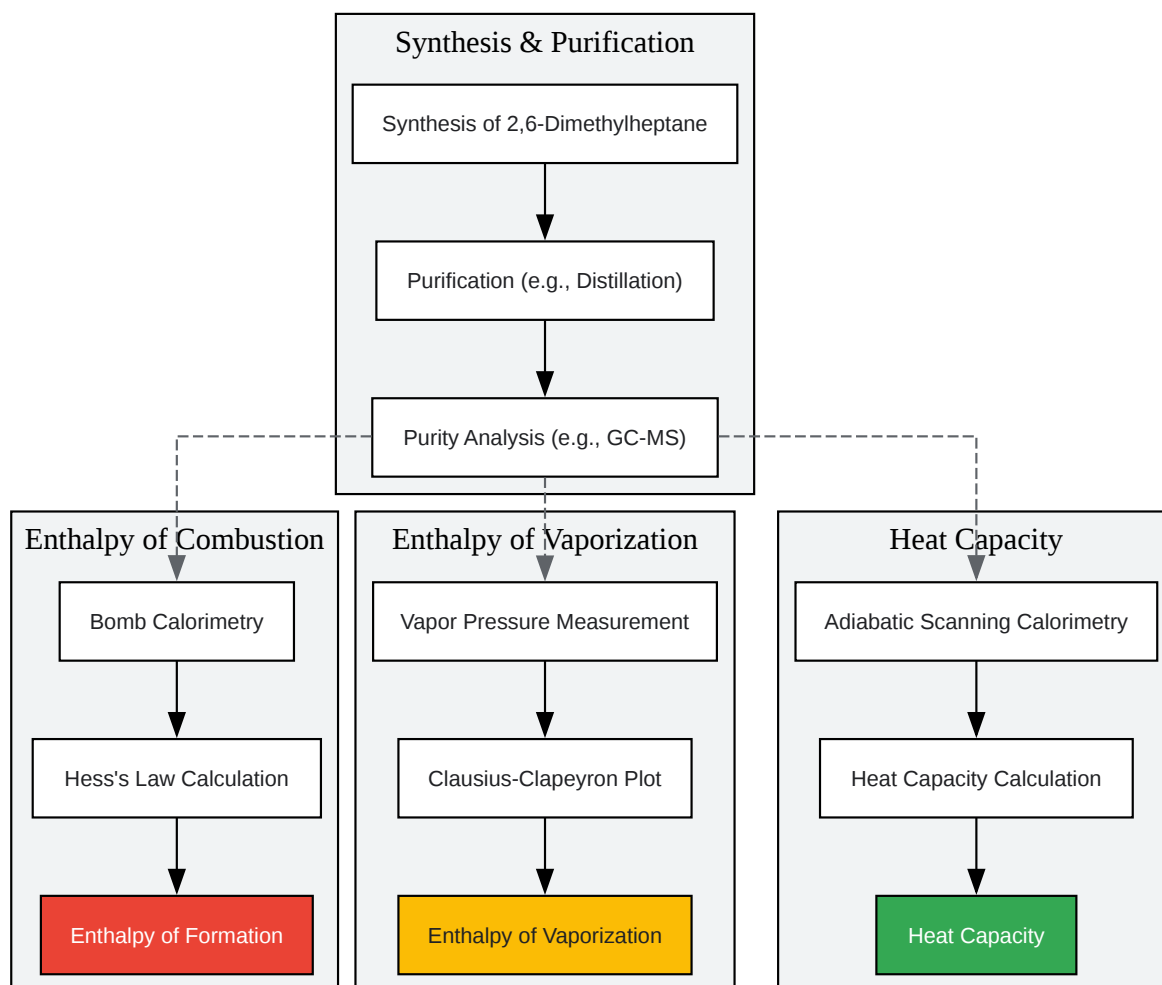 Synthesis & Purification
Synthesis of 2,6-Dimethylheptane
Purification (e.g., Distillation)
Purity Analysis (e.g., GC-MS)
Enthalpy of Combustion
Bomb Calorimetry
Hess's Law Calculation
Enthalpy of Formation
Enthalpy of Vaporization
Vapor Pressure Measurement
Clausius-Clapeyron Plot
Enthalpy of Vaporization
Heat Capacity
Adiabatic Scanning Calorimetry
Heat Capacity Calculation
Heat Capacity